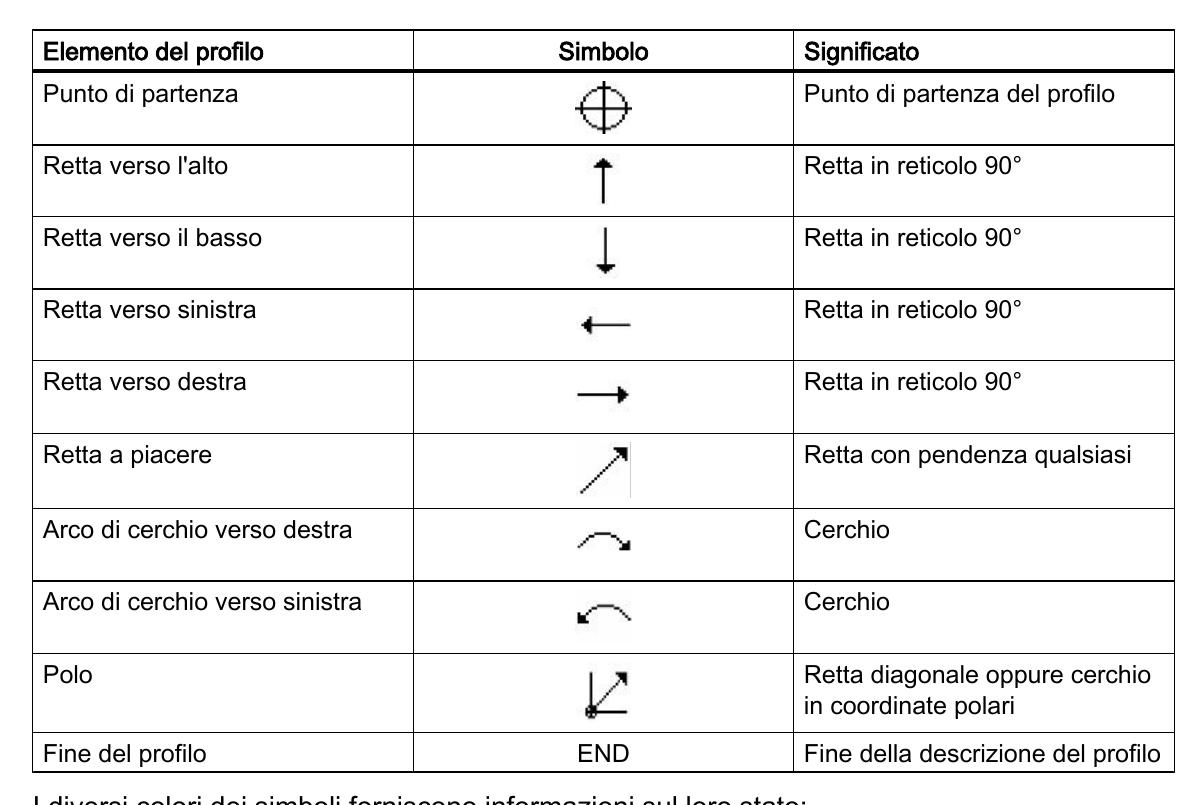 Elemento del profilo Simbolo Significato
Punto di partenza Punto di partenza del profilo
Retta verso l'alto Retta in reticolo 90°
Retta verso il basso Retta in reticolo 90°
Retta verso sinistra Retta in reticolo 90°
Retta verso destra Retta in reticolo 90°
Retta a piacere Retta con pendenza qualsiasi
Arco di cerchio verso destra Cerchio
Arco di cerchio verso sinistra Cerchio
Polo Retta diagonale oppure cerchio
in coordinate polari
Fine del profilo END Fine della descrizione del profilo
I diversi colori dei simboli forniscono informazioni sul loro stato: